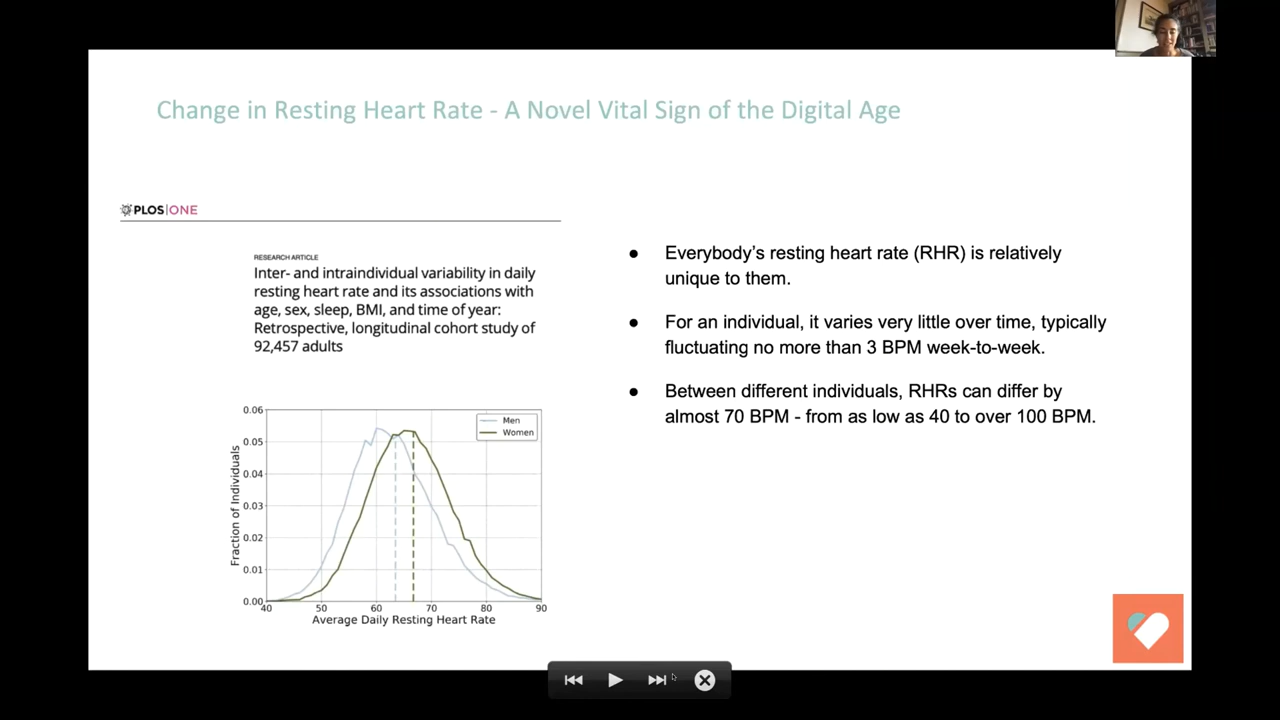 Change in Resting Heart Rate - A Novel Vital Sign of the Digital Age
PLOS|ONE
RESEARCH ARTICLE
Inter- and intraindividual variability in daily
resting heart rate and its associations with
age, sex, sleep, BMI, and time of year:
Retrospective, longitudinal cohort study of
92,457 adults
Fraction of Individuals
0.06
0.05
0.04
0.03
0.02
0.01
0.00
Men
Women
40 50 60 70 80 90
Average Daily Resting Heart Rate
● Everybody's resting heart rate (RHR) is relatively
unique to them.
● For an individual, it varies very little over time, typically
fluctuating no more than 3 BPM week-to-week.
● Between different individuals, RHRs can differ by
almost 70 BPM - from as low as 40 to over 100 BPM.